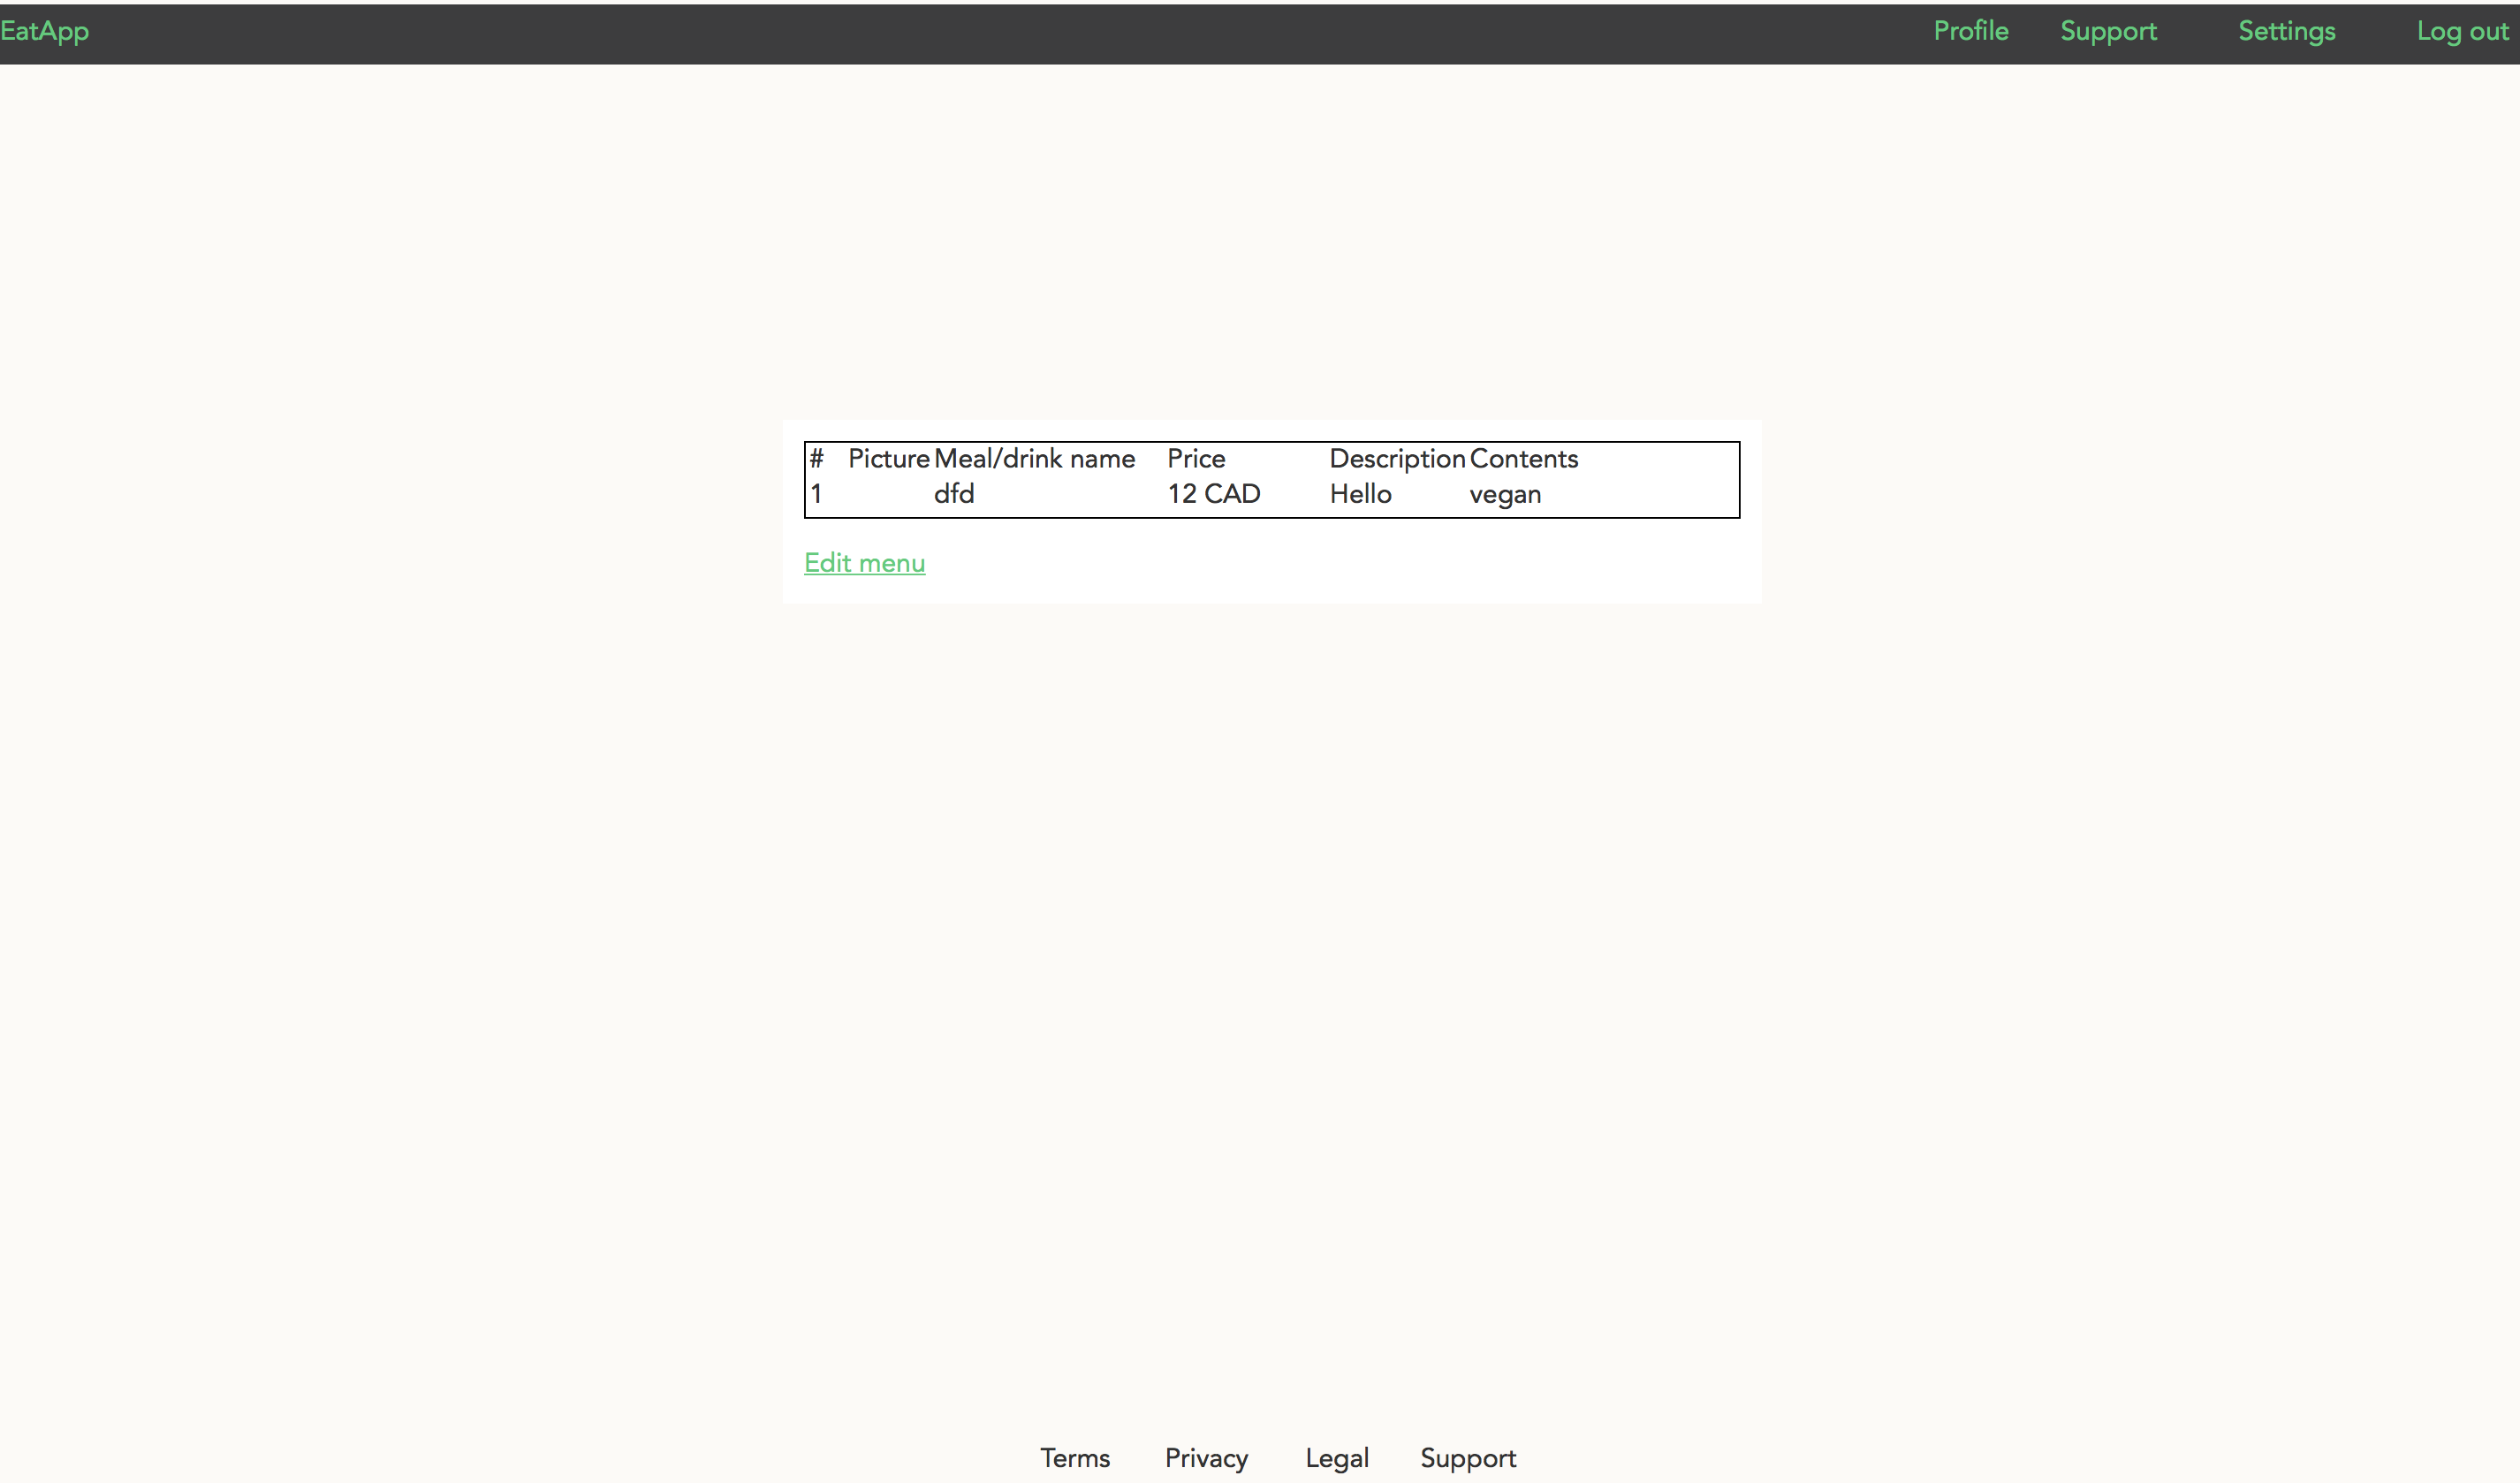 EatApp Profile Support Settings Log out
# Picture Meal/drink name Price Description Contents
1 dfd 12 CAD Hello vegan
Edit menu
Terms Privacy Legal Support